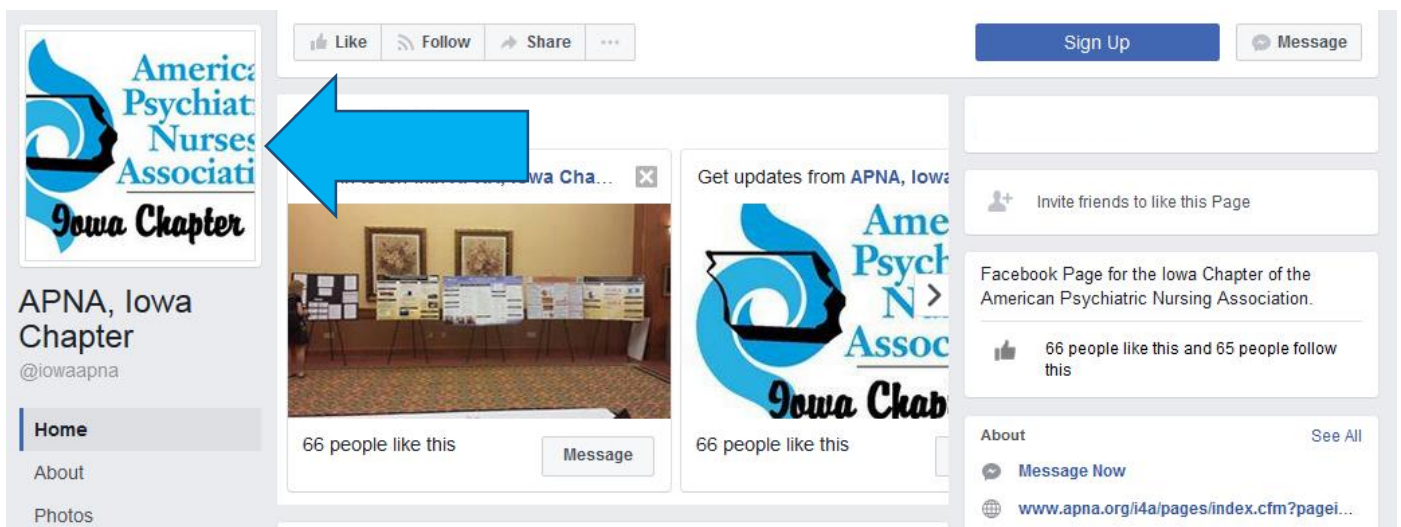 America
Psychiat
Nurses
Associati
Iowa Chapter
APNA, Iowa
Chapter
@iowaapna
Home
About
Photos
Like
Follow
Share
...
Sign Up
Message
wa Cha...
66 people like this
Message
Get updates from APNA, Iowa
Ame
Psych
Nu
Assoc
Iowa Chap
66 people like this
Invite friends to like this Page
Facebook Page for the Iowa Chapter of the
American Psychiatric Nursing Association.
66 people like this and 65 people follow
this
About See All
Message Now
www.apna.org/i4a/pages/index.cfm?pagei...